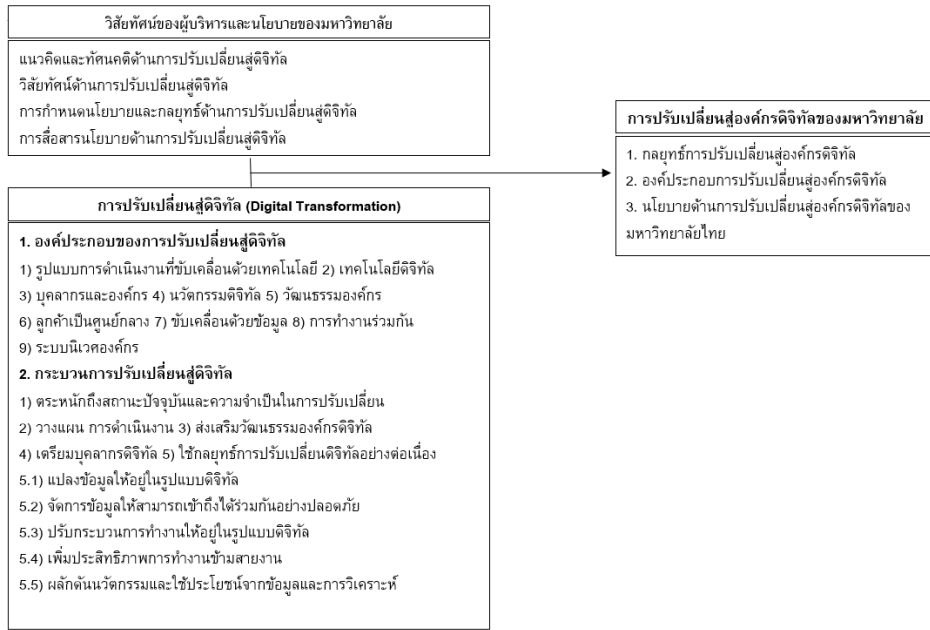 วิสัยทัศน์ของผู้บริหารและนโยบายของมหาวิทยาลัย
แนวคิดและทัศนคติด้านการปรับเปลี่ยนสู่ดิจิทัล
วิสัยทัศน์ด้านการปรับเปลี่ยนสู่ดิจิทัล
การกำหนดนโยบายและกลยุทธ์ด้านการปรับเปลี่ยนสู่ดิจิทัล
การสื่อสารนโยบายด้านการปรับเปลี่ยนสู่ดิจิทัล
การปรับเปลี่ยนสู่ดิจิทัล (Digital Transformation)
1. องค์ประกอบของการปรับเปลี่ยนสู่ดิจิทัล
1) รูปแบบการดำเนินงานที่ขับเคลื่อนด้วยเทคโนโลยี 2) เทคโนโลยีดิจิทัล
3) บุคลากรและองค์กร 4) นวัตกรรมดิจิทัล 5) วัฒนธรรมองค์กร
6) ลูกค้าเป็นศูนย์กลาง 7) ขับเคลื่อนด้วยข้อมูล 8) การทำงานร่วมกัน
9) ระบบนิเวศองค์กร
2. กระบวนการปรับเปลี่ยนสู่ดิจิทัล
1) ตระหนักถึงสถานะปัจจุบันและความจำเป็นในการปรับเปลี่ยน
2) วางแผน การดำเนินงาน 3) ส่งเสริมวัฒนธรรมองค์กรดิจิทัล
4) เตรียมบุคลากรดิจิทัล 5) ใช้กลยุทธ์การปรับเปลี่ยนดิจิทัลอย่างต่อเนื่อง
5.1) แปลงข้อมูลให้อยู่ในรูปแบบดิจิทัล
5.2) จัดการข้อมูลให้สามารถเข้าถึงได้ร่วมกันอย่างปลอดภัย
5.3) ปรับกระบวนการทำงานให้อยู่ในรูปแบบดิจิทัล
5.4) เพิ่มประสิทธิภาพการทำงานข้ามสายงาน
5.5) ผลักดันนวัตกรรมและใช้ประโยชน์จากข้อมูลและการวิเคราะห์
การปรับเปลี่ยนสู่องค์กรดิจิทัลของมหาวิทยาลัย
1. กลยุทธ์การปรับเปลี่ยนสู่องค์กรดิจิทัล
2. องค์ประกอบการปรับเปลี่ยนสู่องค์กรดิจิทัล
3. นโยบายด้านการปรับเปลี่ยนสู่องค์กรดิจิทัลของ
มหาวิทยาลัยไทย